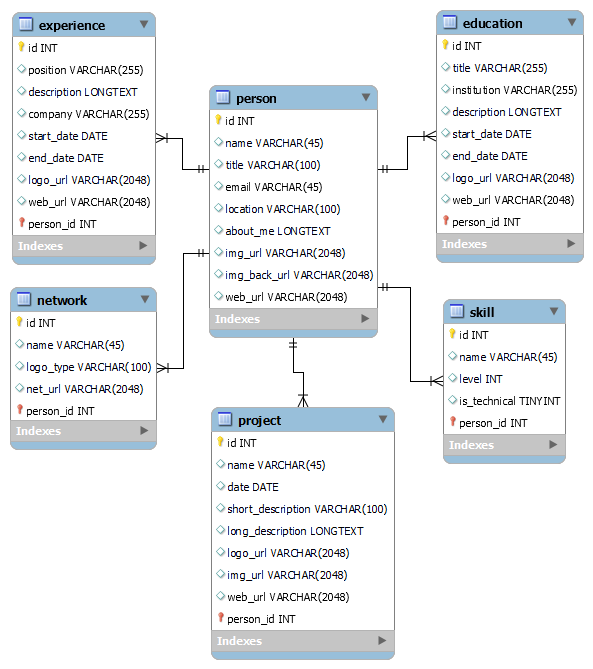 experience
id INT
position VARCHAR(255)
description LONGTEXT
company VARCHAR(255)
start_date DATE
end_date DATE
logo_url VARCHAR(2048)
web_url VARCHAR(2048)
person_id INT
Indexes
person
id INT
name VARCHAR(45)
title VARCHAR(100)
email VARCHAR(45)
location VARCHAR(100)
about_me LONGTEXT
img_url VARCHAR(2048)
img_back_url VARCHAR(2048)
web_url VARCHAR(2048)
Indexes
education
id INT
title VARCHAR(255)
institution VARCHAR(255)
description LONGTEXT
start_date DATE
end_date DATE
logo_url VARCHAR(2048)
web_url VARCHAR(2048)
person_id INT
Indexes
network
id INT
name VARCHAR(45)
logo_type VARCHAR(100)
net_url VARCHAR(2048)
person_id INT
Indexes
skill
id INT
name VARCHAR(45)
level INT
is_technical TINYINT
person_id INT
Indexes
project
id INT
name VARCHAR(45)
date DATE
short_description VARCHAR(100)
long_description LONGTEXT
logo_url VARCHAR(2048)
img_url VARCHAR(2048)
web_url VARCHAR(2048)
person_id INT
Indexes